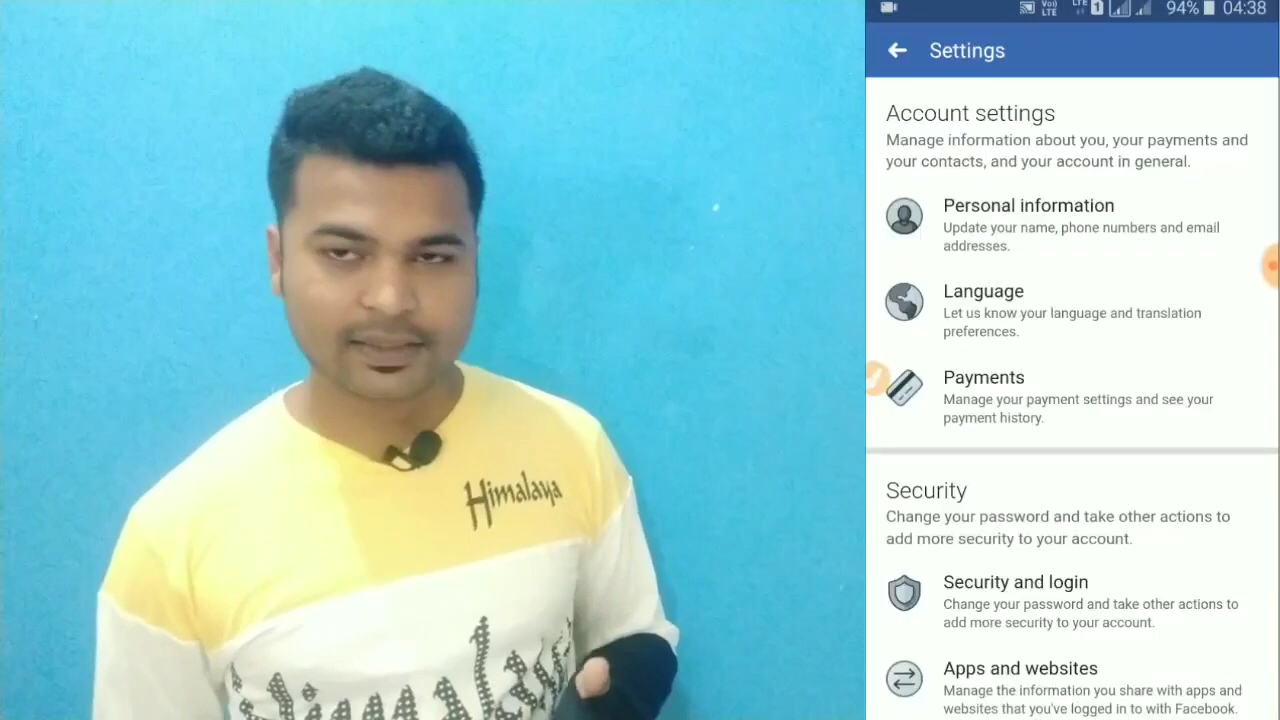 Vo)
LTE
LTE
1
94%
04:38
Settings
Account settings
Manage information about you, your payments and
your contacts, and your account in general.
Personal information
Update your name, phone numbers and email
addresses.
Language
Let us know your language and translation
preferences.
Payments
Manage your payment settings and see your
payment history.
Security
Change your password and take other actions to
add more security to your account.
Security and login
Change your password and take other actions to
add more security to your account.
Apps and websites
Manage the information you share with apps and
websites that you've logged in to with Facebook.
Himalaya